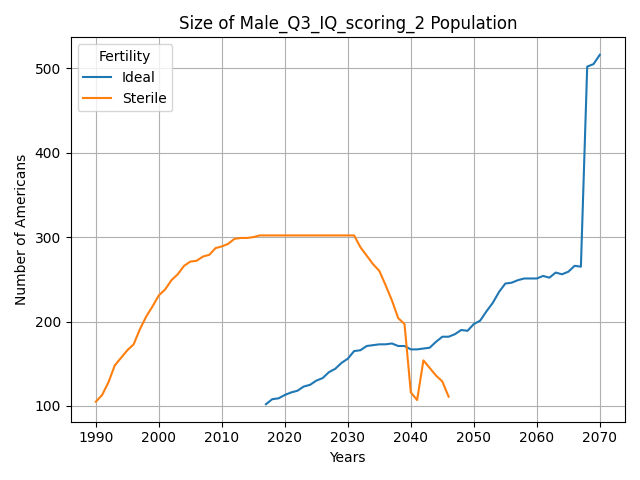 Size of Male_Q3_IQ_scoring_2 Population
Fertility
Ideal
Sterile
Number of Americans
500
400
300
200
100
1990
2000
2010
2020
2030
2040
2050
2060
2070
Years